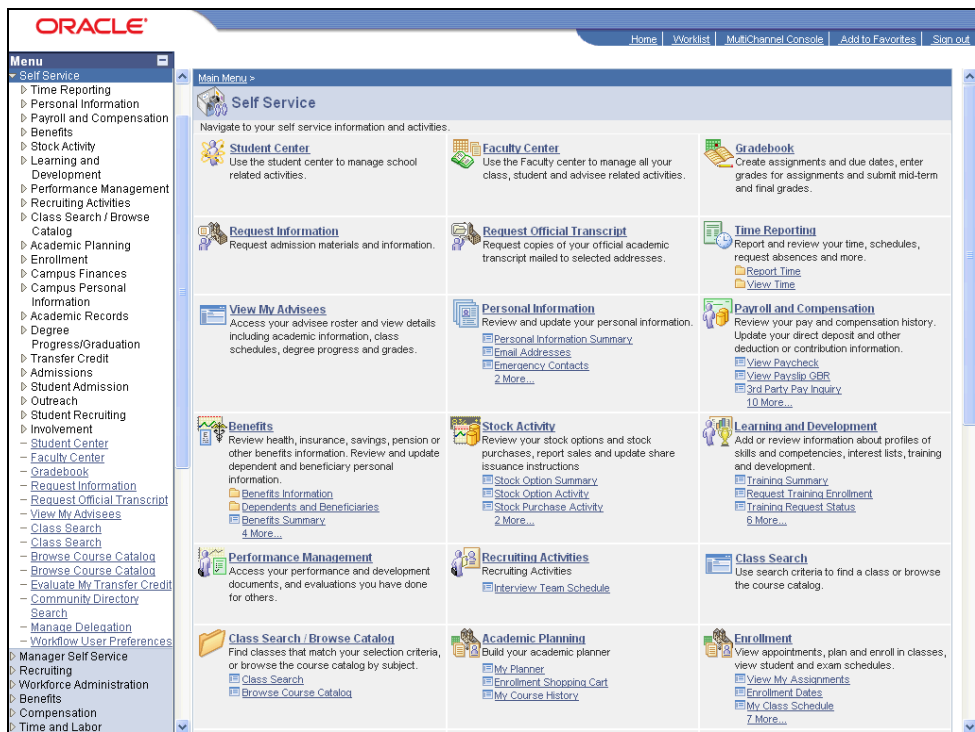 ORACLE
Home | Worklist | MultiChannel Console | Add to Favorites | Sign out
Menu
Self Service
Time Reporting
Personal Information
Payroll and Compensation
Benefits
Stock Activity
Learning and
Development
Performance Management
Recruiting Activities
Class Search / Browse
Catalog
Academic Planning
Enrollment
Campus Finances
Campus Personal
Information
Academic Records
Degree
Progress/Graduation
Transfer Credit
Admissions
Student Admission
Outreach
Student Recruiting
Involvement
Student Center
Faculty Center
Gradebook
Request Information
Request Official Transcript
View My Advisees
Class Search
Class Search
Browse Course Catalog
Browse Course Catalog
Evaluate My Transfer Credit
Community Directory
Search
Manage Delegation
Workflow User Preferences
Manager Self Service
Recruiting
Workforce Administration
Benefits
Compensation
Time and Labor
Main Menu >
Self Service
Navigate to your self service information and activities.
Student Center
Use the student center to manage school
related activities.
Faculty Center
Use the Faculty center to manage all your
class, student and advisee related activities.
Gradebook
Create assignments and due dates, enter
grades for assignments and submit mid-term
and final grades.
Request Information
Request admission materials and information.
Request Official Transcript
Request copies of your official academic
transcript mailed to selected addresses.
Time Reporting
Report and review your time, schedules,
request absences and more.
Report Time
View Time
View My Advisees
Access your advisee roster and view details
including academic information, class
schedules, degree progress and grades.
Personal Information
Review and update your personal information.
Personal Information Summary
Email Addresses
Emergency Contacts
2 More...
Payroll and Compensation
Review your pay and compensation history.
Update your direct deposit and other
deduction or contribution information.
View Paycheck
View Payslip GBR
3rd Party Pay Inquiry
10 More...
Benefits
Review health, insurance, savings, pension or
other benefits information. Review and update
dependent and beneficiary personal
information.
Benefits Information
Dependents and Beneficiaries
Benefits Summary
4 More...
Stock Activity
Review your stock options and stock
purchases, report sales and update share
issuance instructions
Stock Option Summary
Stock Option Activity
Stock Purchase Activity
2 More...
Learning and Development
Add or review information about profiles of
skills and competencies, interest lists, training
and development.
Training Summary
Request Training Enrollment
Training Request Status
6 More...
Performance Management
Access your performance and development
documents, and evaluations you have done
for others.
Recruiting Activities
Recruiting Activities
Interview Team Schedule
Class Search
Use search criteria to find a class or browse
the course catalog.
Class Search / Browse Catalog
Find classes that match your selection criteria,
or browse the course catalog by subject.
Class Search
Browse Course Catalog
Academic Planning
Build your academic planner
My Planner
Enrollment Shopping Cart
My Course History
Enrollment
View appointments, plan and enroll in classes,
view student and exam schedules.
View My Assignments
Enrollment Dates
My Class Schedule
7 More...